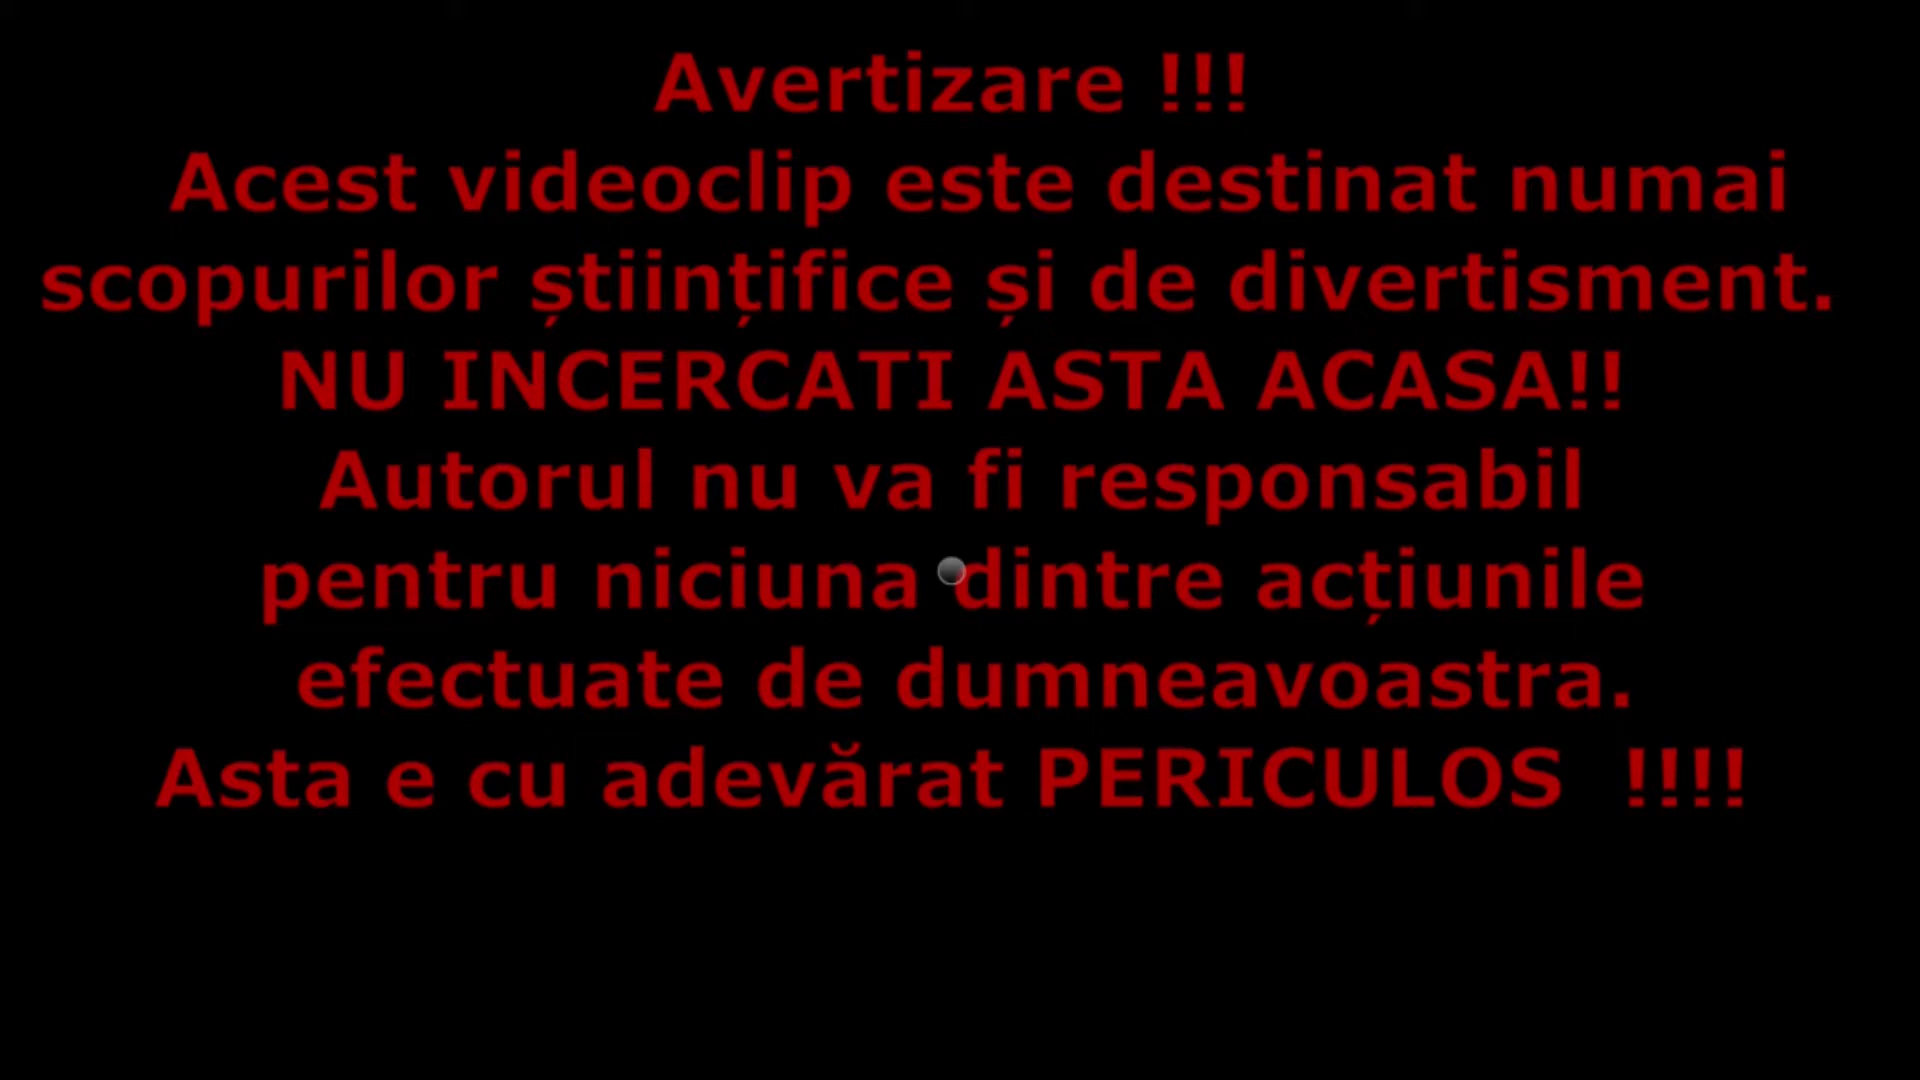 Avertizare !!!
Acest videoclip este destinat numai
scopurilor științifice și de divertisment.
NU INCERCATI ASTA ACASA!!
Autorul nu va fi responsabil
pentru niciuna dintre acțiunile
efectuate de dumneavoastra.
Asta e cu adevărat PERICULOS !!!!